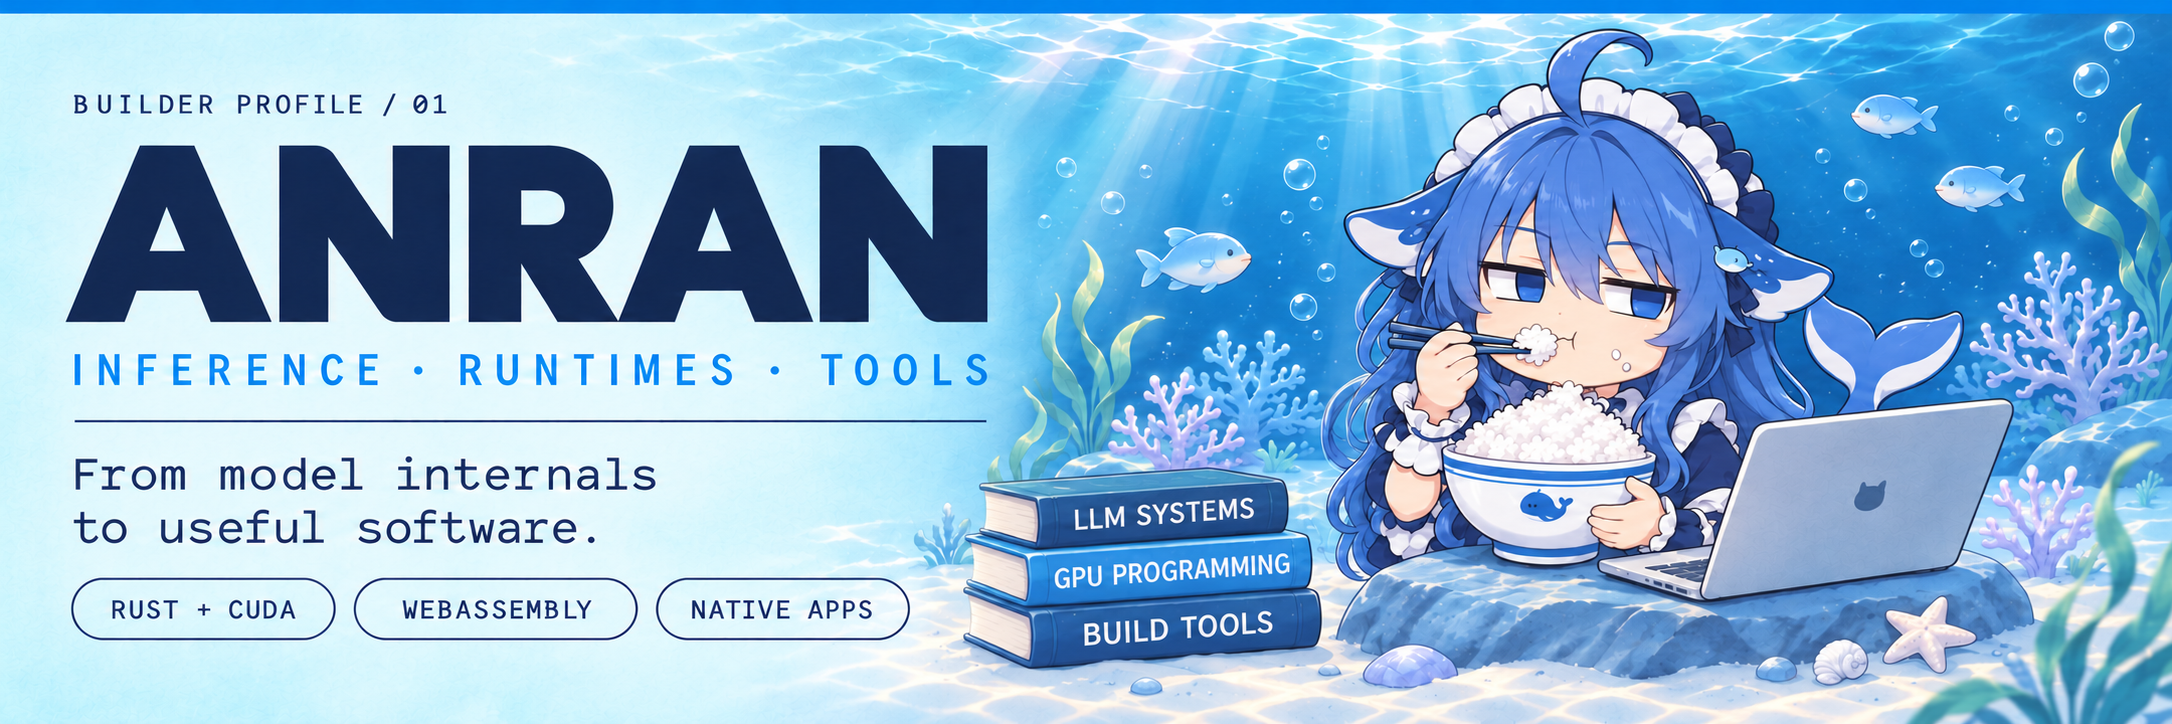 BUILDER PROFILE / 01
ANRAN
INFERENCE · RUNTIMES · TOOLS
From model internals
to useful software.
RUST + CUDA
WEBASSEMBLY
NATIVE APPS
LLM SYSTEMS
GPU PROGRAMMING
BUILD TOOLS